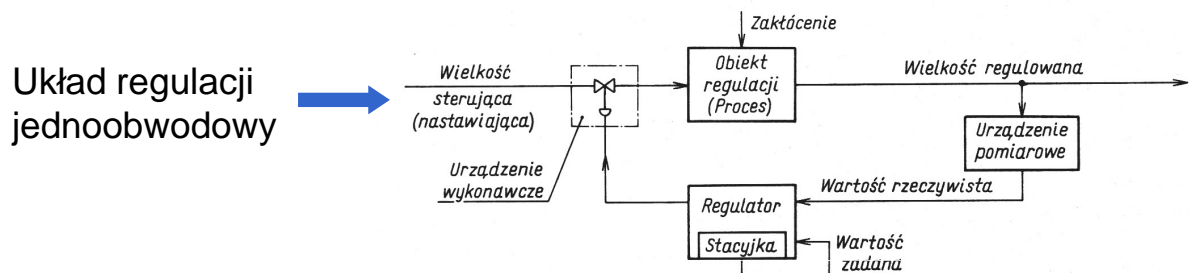 Układ regulacji
jednoobwodowy
Zakłócenie
Wielkość
sterująca
(nastawiająca)
Obiekt
regulacji
(Proces)
Wielkość regulowana
Urządzenie
pomiarowe
Urządzenie
wykonawcze
Wartość rzeczywista
Regulator
Stacyjka
Wartość
zadana